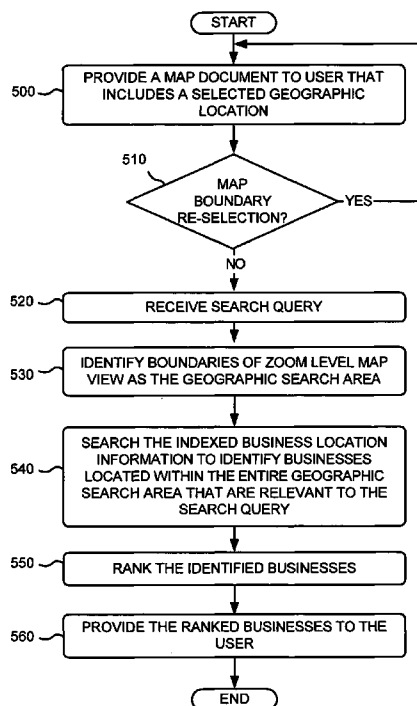 START
500
PROVIDE A MAP DOCUMENT TO USER THAT
INCLUDES A SELECTED GEOGRAPHIC
LOCATION
510
MAP
BOUNDARY
RE-SELECTION?
YES
NO
520
RECEIVE SEARCH QUERY
530
IDENTIFY BOUNDARIES OF ZOOM LEVEL MAP
VIEW AS THE GEOGRAPHIC SEARCH AREA
540
SEARCH THE INDEXED BUSINESS LOCATION
INFORMATION TO IDENTIFY BUSINESSES
LOCATED WITHIN THE ENTIRE GEOGRAPHIC
SEARCH AREA THAT ARE RELEVANT TO THE
SEARCH QUERY
550
RANK THE IDENTIFIED BUSINESSES
560
PROVIDE THE RANKED BUSINESSES TO THE
USER
END